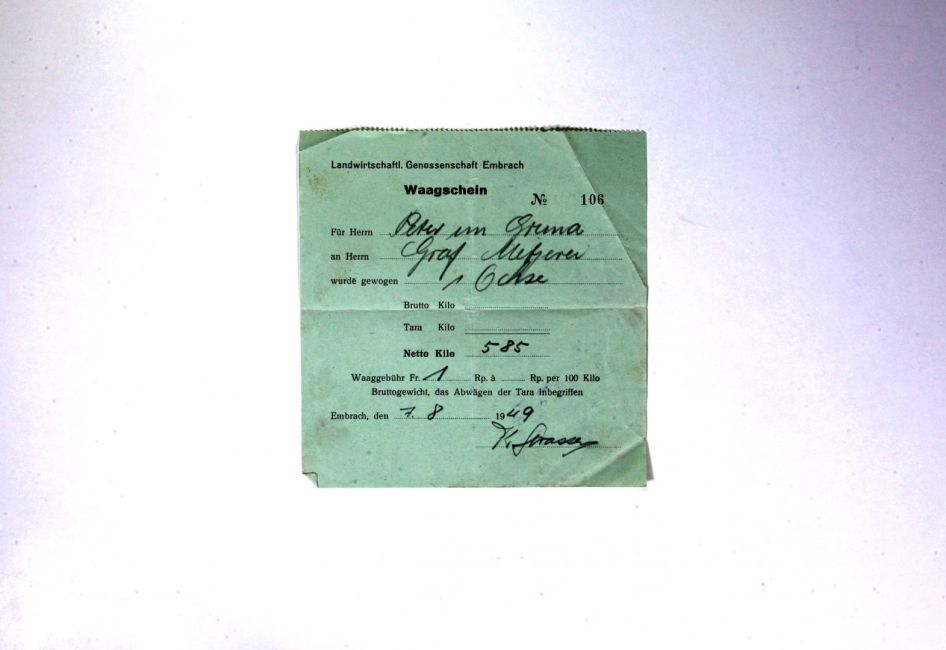 Landwirtschaftl. Genossenschaft Embrach
Waagschein
№ 106
Für Herrn Peter im
an Herrn Graf Metzgerei
wurde gewogen 1 Ochse
Brutto Kilo
Tara Kilo
Netto Kilo 585
Waaggebühr Fr. 1 Rp. à Rp. per 100 Kilo
Bruttogewicht, das Abwägen der Tara Inbegriffen
Embrach, den 7. 8 1949